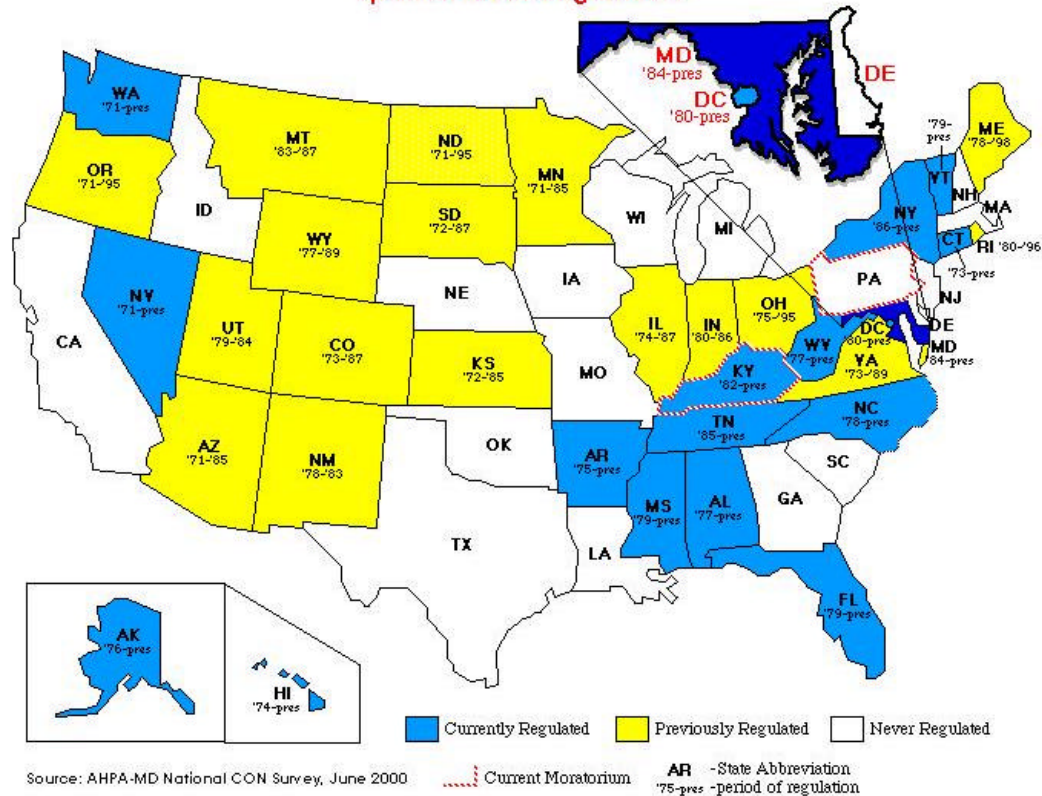 MD
'84-pres
DC
'80-pres
DE
WA
'71-pres
OR
'71-'95
MT
'83-'87
ND
'71-'95
MN
'71-'85
ID
WY
'77-'89
SD
'72-'87
WI
MI
'79-
pres
VT
NH
ME
'78-'98
MA
NY
'86-pres
CT
RI '80-'96
'73-pres
CA
NV
'71-pres
UT
'79-'84
CO
'73-'87
NE
KS
'72-'85
IA
MO
IL
'74-'87
IN
'80-'86
OH
'75-'95
PA
NJ
WV
'77-pres
DC
'80-pres
DE
MD
'84-pres
VA
'73-'89
KY
'82-pres
AZ
'71-'85
NM
'78-'83
OK
AR
'75-pres
TN
'85-pres
NC
'78-pres
SC
TX
LA
MS
'79-pres
AL
'77-pres
GA
FL
'79-pres
AK
'76-pres
HI
'74-pres
Currently Regulated
Previously Regulated
Never Regulated
Source: AHPA-MD National CON Survey, June 2000
Current Moratorium
AR -State Abbreviation
'75-pres -period of regulation